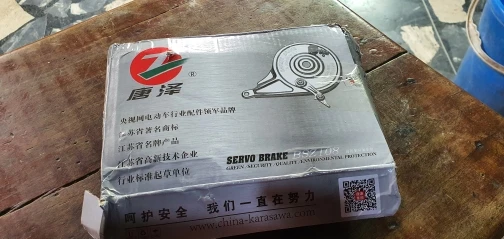 ®
唐泽
央视网电动车行业配件领军品牌
江苏省著名商标
江苏省名牌产品
江苏省高新技术企业
行业标准起草单位
SERVO BRAKE
GREEN / SECURITY / QUALITY / ENVIRONMENTAL PROTECTION
呵护安全 我们一直在努力
www.china-karasawa.com